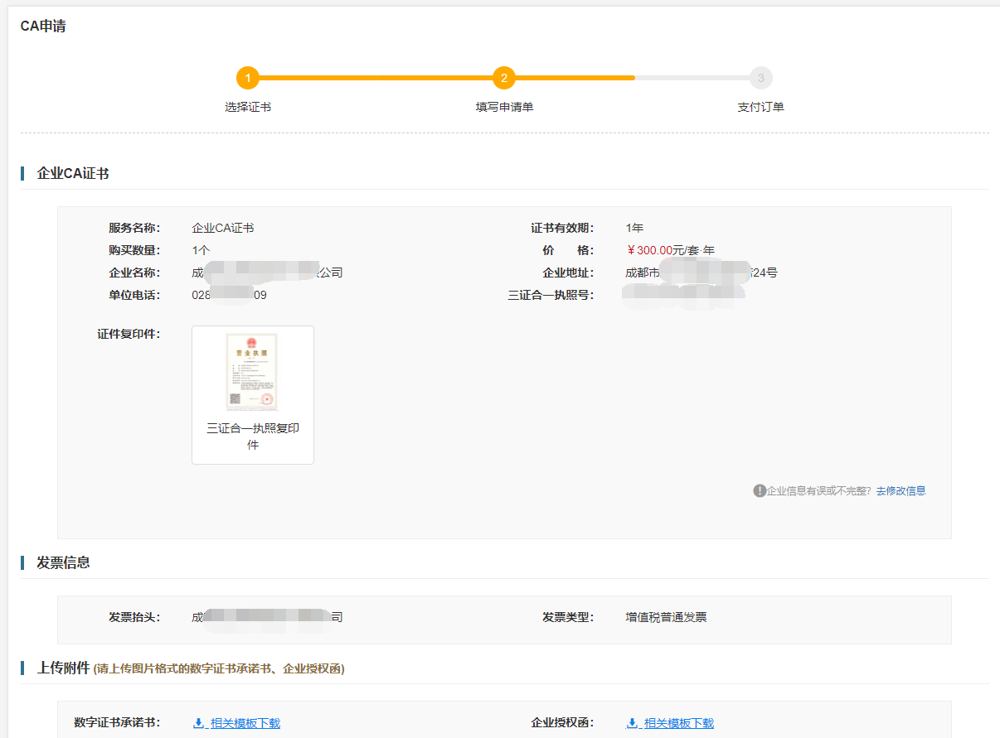 CA申请
1
2
3
选择证书
填写申请单
支付订单
企业CA证书
服务名称： 企业CA证书 证书有效期： 1年
购买数量： 1个 价 格： ￥300.00元/套·年
企业名称： 成 公司 企业地址： 成都市 24号
单位电话： 028 09 三证合一执照号：
证件复印件：
营业执照
三证合一执照复印
件
!企业信息有误或不完整? 去修改信息
发票信息
发票抬头： 成 司 发票类型： 增值税普通发票
上传附件 (请上传图片格式的数字证书承诺书、企业授权函)
数字证书承诺书： 相关模板下载 企业授权函： 相关模板下载